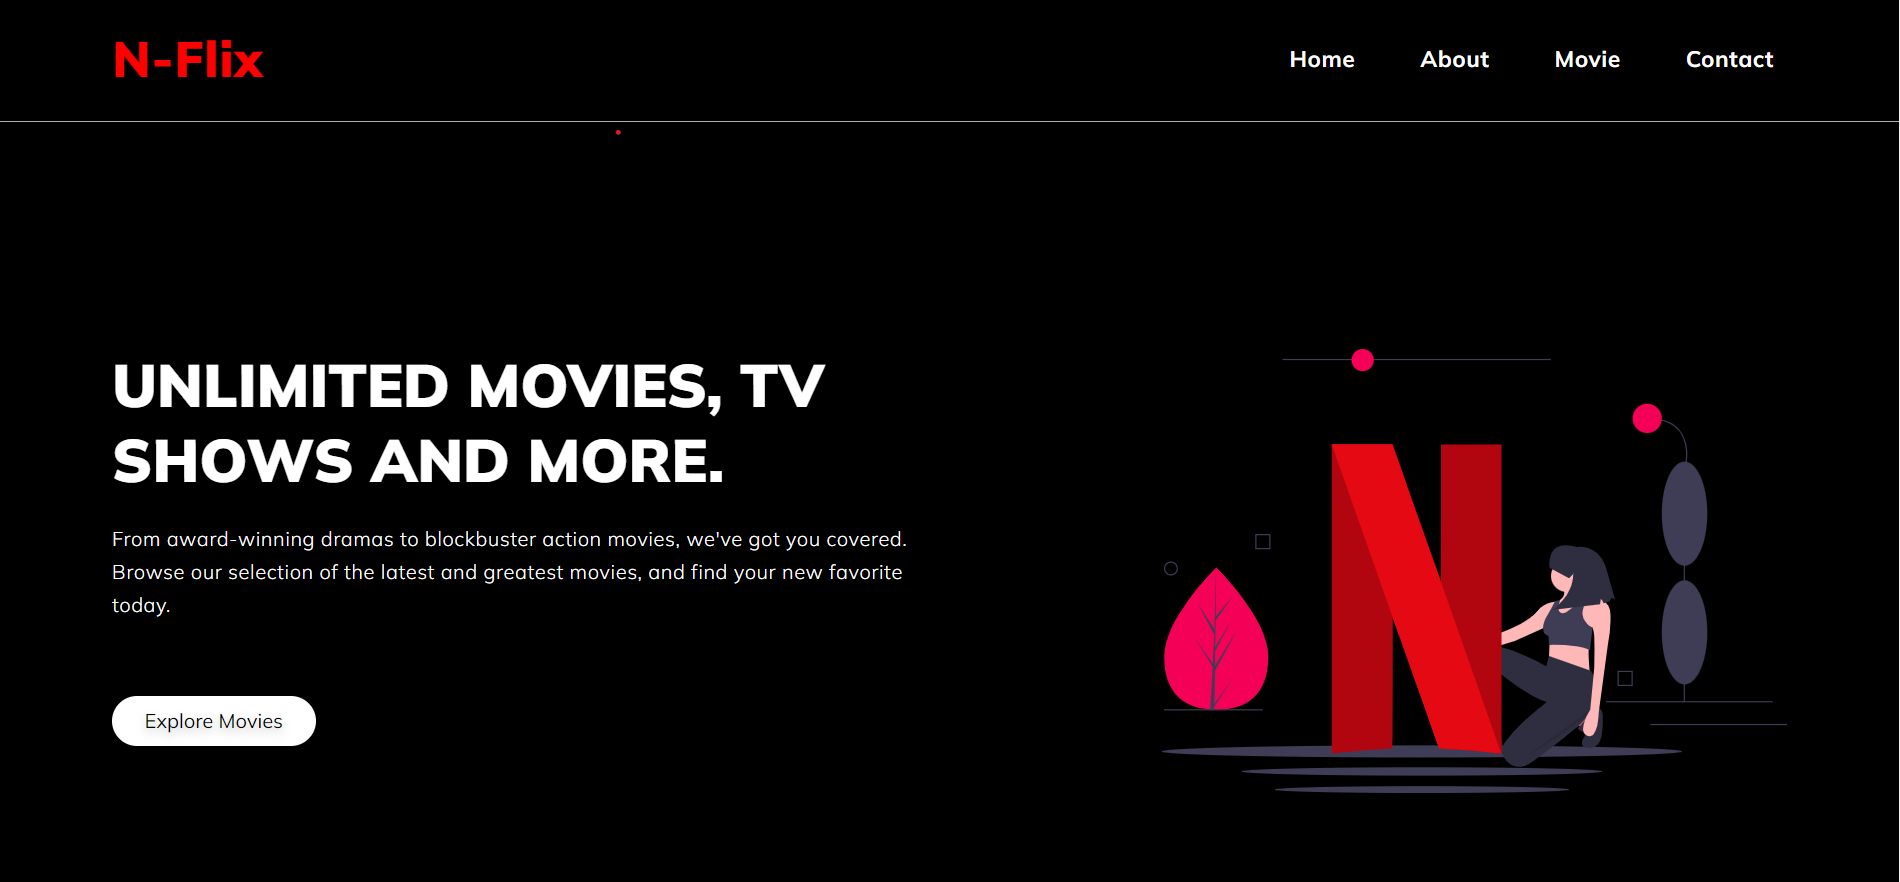 N-Flix
Home
About
Movie
Contact
UNLIMITED MOVIES, TV
SHOWS AND MORE.
From award-winning dramas to blockbuster action movies, we've got you covered.
Browse our selection of the latest and greatest movies, and find your new favorite
today.
Explore Movies
N